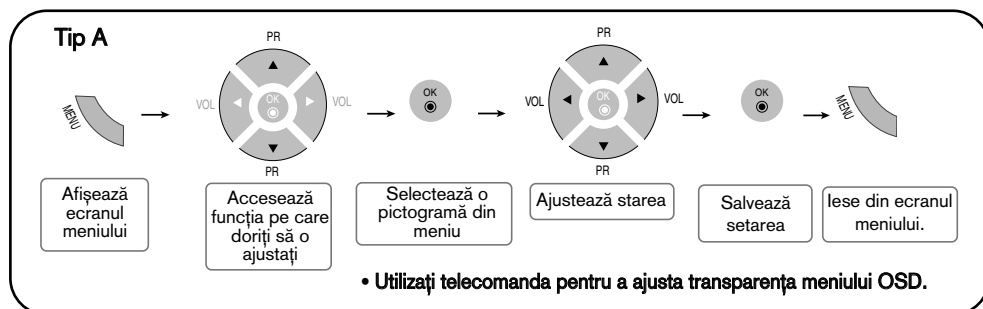 Tip A
PR
VOL
OK
VOL
PR
MENU
OK
PR
VOL
OK
VOL
PR
OK
MENU
Afișează
ecranul
meniului
Accesează
funcția pe care
doriți să o
ajustați
Selectează o
pictogramă din
meniu
Ajustează starea
Salvează
setarea
Iese din ecranul
meniului.
• Utilizați telecomanda pentru a ajusta transparența meniului OSD.